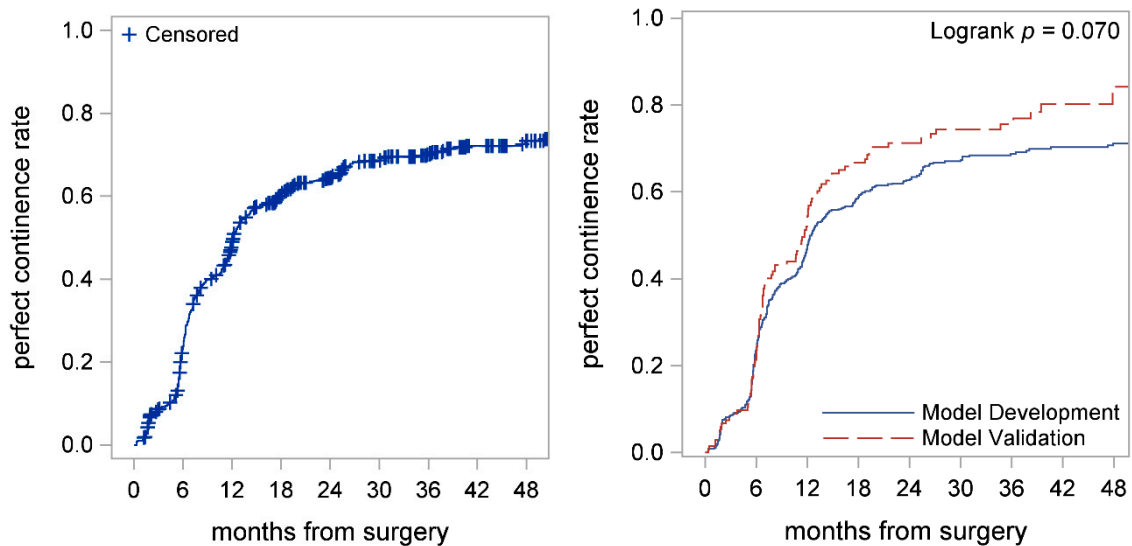 + Censored
1.0
0.8
0.6
0.4
0.2
0.0
perfect continence rate
0 6 12 18 24 30 36 42 48
months from surgery
Logrank p = 0.070
1.0
0.8
0.6
0.4
0.2
0.0
perfect continence rate
Model Development
Model Validation
0 6 12 18 24 30 36 42 48
months from surgery